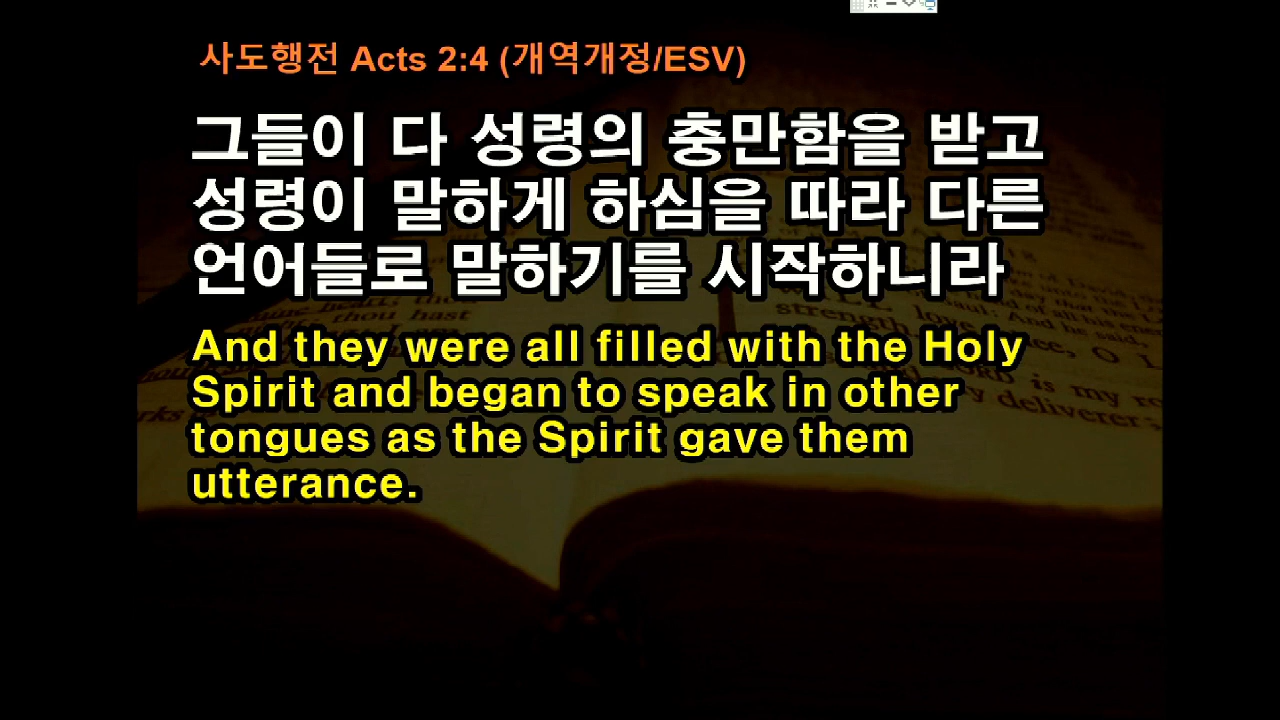 사도행전 Acts 2:4 (개역개정/ESV)
그들이 다 성령의 충만함을 받고
성령이 말하게 하심을 따라 다른
언어들로 말하기를 시작하니라
And they were all filled with the Holy
Spirit and began to speak in other
tongues as the Spirit gave them
utterance.